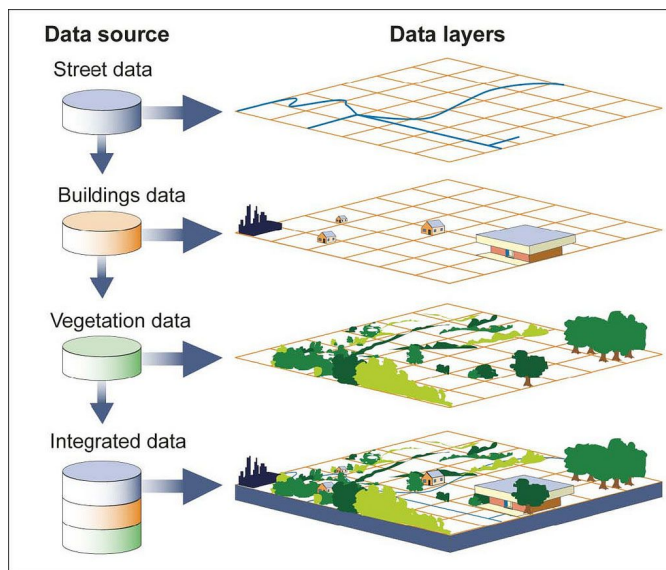 Data source
Data layers
Street data
Buildings data
Vegetation data
Integrated data